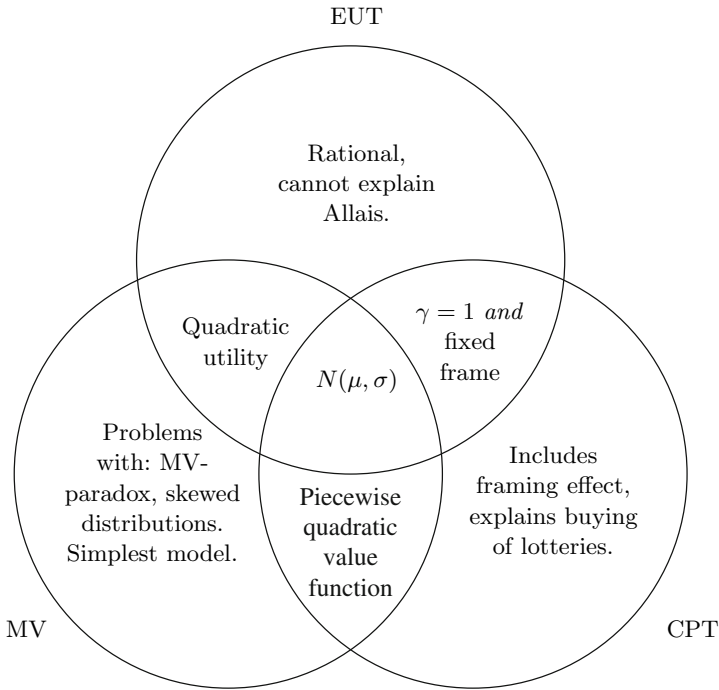 EUT
Rational,
cannot explain
Allais.
Quadratic
utility
γ = 1 and
fixed
frame
N(μ, σ)
Problems
with: MV-
paradox, skewed
distributions.
Simplest model.
Piecewise
quadratic
value
function
Includes
framing effect,
explains buying
of lotteries.
MV
CPT